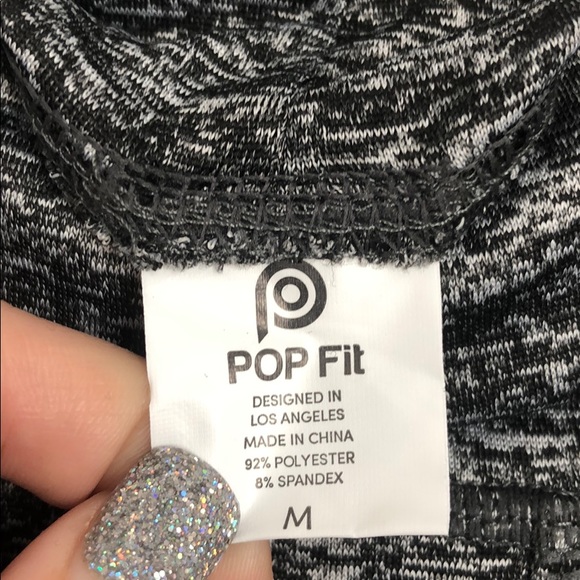 POP Fit
DESIGNED IN
LOS ANGELES
MADE IN CHINA
92% POLYESTER
8% SPANDEX
M